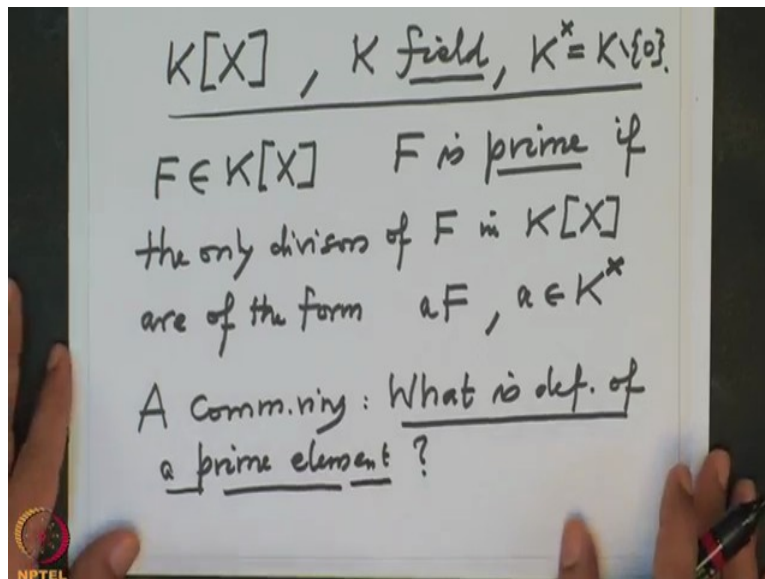 K[X] , K field, K^× = K\{0}.
F ∈ K[X] F is prime if
the only divisors of F in K[X]
are of the form aF , a ∈ K^×
A comm.ring : What is def. of
a prime element ?
NPTEL